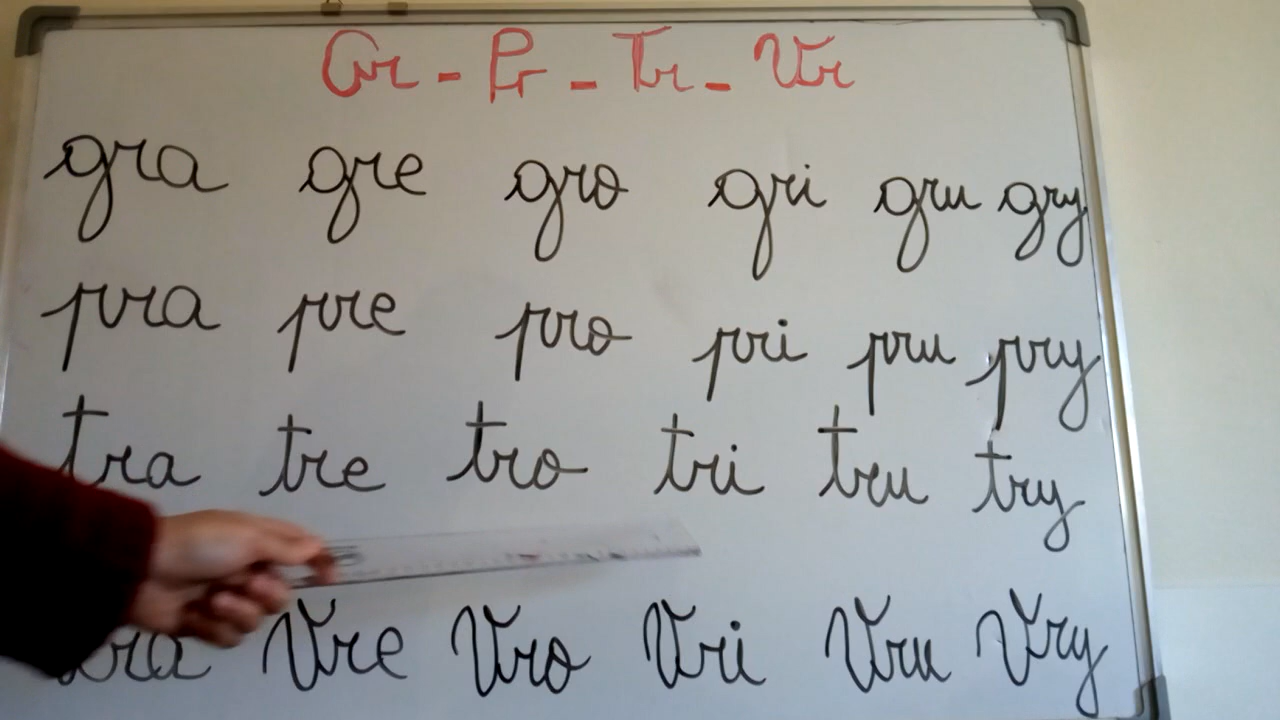 Gr - Pr - Tr - Vr
gra gre gro gri gru gry
pra pre pro pri pru pry
tra tre tro tri tru try
Vre Vro Vri Vru Vry